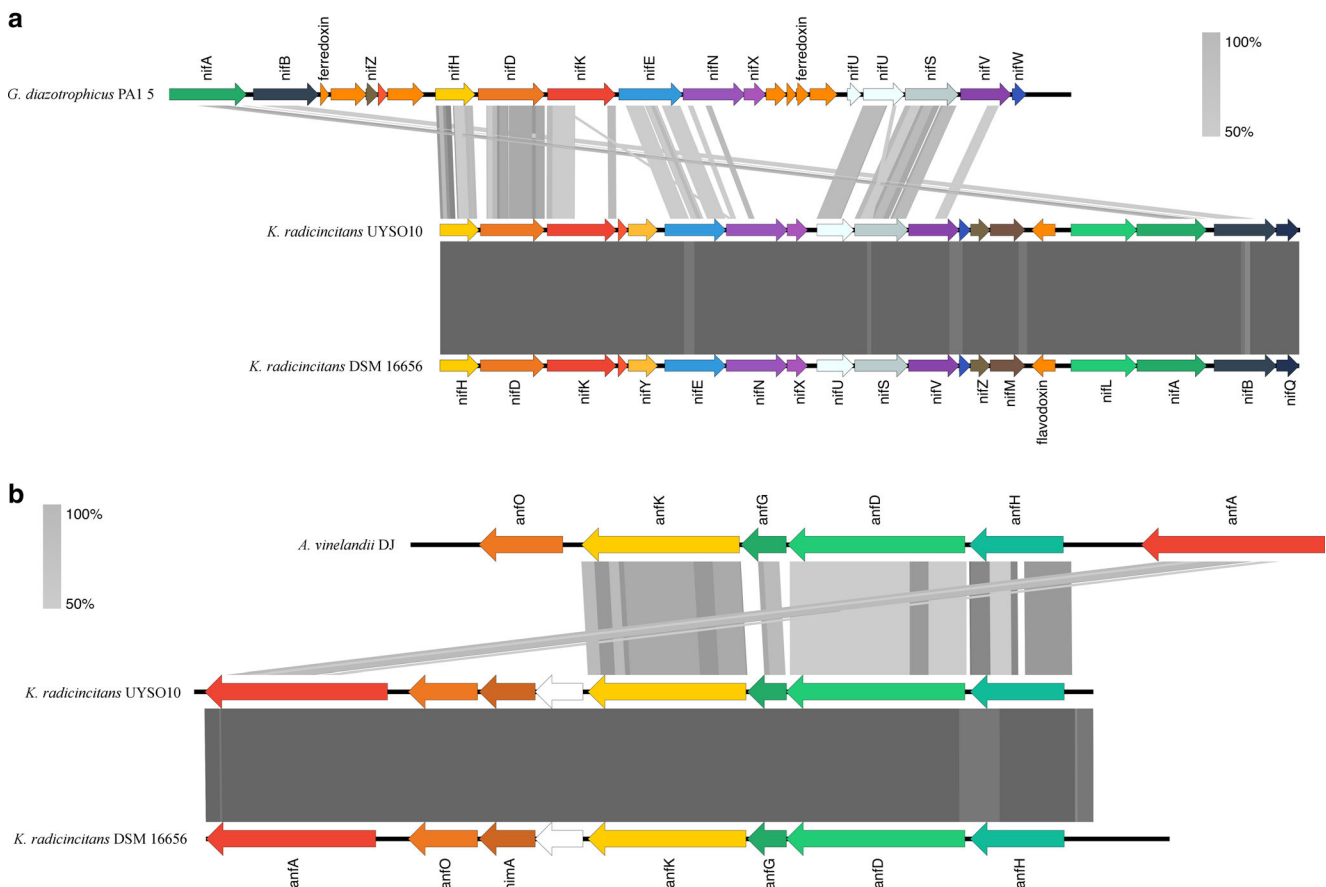 a
nifA
nifB
ferredoxin
nifZ
nifH
nifD
nifK
nifE
nifN
nifX
ferredoxin
nifU
nifU
nifS
nifV
nifW
100%
50%
G. diazotrophicus PA1 5
K. radicincitans UYSO10
K. radicincitans DSM 16656
nifH
nifD
nifK
nifY
nifE
nifN
nifX
nifU
nifS
nifV
nifZ
nifM
flavodoxin
nifL
nifA
nifB
nifQ
b
100%
50%
anfO
anfK
anfG
anfD
anfH
anfA
A. vinelandii DJ
K. radicincitans UYSO10
K. radicincitans DSM 16656
anfA
anfO
nimA
anfK
anfG
anfD
anfH